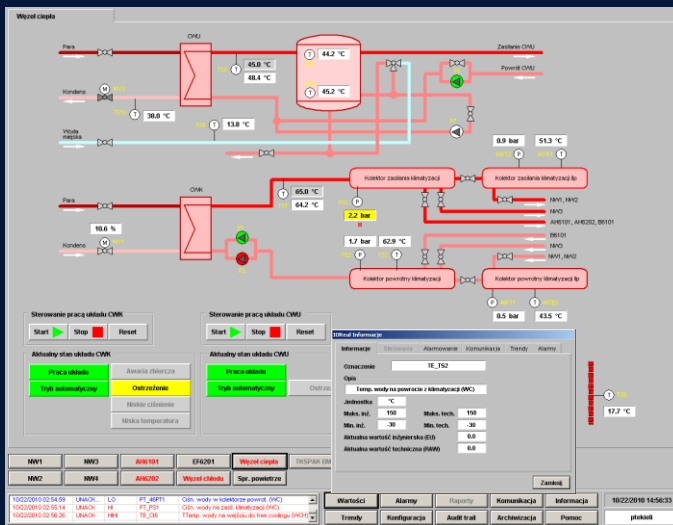 Węzeł ciepła
CWU
Para
45.0 °C
48.4
44.2 °C
45.2
Zasilanie CWU
Powrót CWU
Kondens
38.0 °C
13.8 °C
Woda
miejska
0.9 bar
51.3 °C
Kolektor zasilania klimatyzacji
Kolektor zasilania klimatyzacji IIp
CWK
Para
65.0 °C
64.2 °C
2.2 bar
H
NW1, NW2
NW3
AH6101, AH6202, B6101
10.6 %
Kondens
1.7 bar
62.9 °C
B6101
NW3
NW1, NW2
Kolektor powrotny klimatyzacji
Kolektor powrotny klimatyzacji IIp
0.5 bar
43.5 °C
Sterowanie pracą układu CWK
Start
Stop
Reset
Sterowanie pracą układu CWU
Start
Stop
Reset
Aktualny stan układu CWK
Praca układu
Awaria zbiorcza
Tryb automatyczny
Ostrzeżenie
Niskie ciśnienie
Niska temperatura
Aktualny stan układu CWU
Praca układu
Tryb automatyczny
Informacje
Sterowania
Alarmowanie
Komunikacja
Trendy
Alarmy
Oznaczenie
TE_TS2
Opis
Temp. wody na powrocie z klimatyzacji (WC)
Jednostka
°C
Maks. inż.
150
Maks. tech.
150
Min. inż.
-30
Min. tech.
-30
Aktualna wartość inżynierska (EU)
0.0
Aktualna wartość techniczna (RAW)
0.0
Zamknij
17.7 °C
NW1
NW3
AH6101
EF6201
Węzeł ciepła
NW2
NW4
AH6202
Węzeł chłodu
Spr. powietrze
10/22/2010 02:54:59 UNACK LO PT_46PT1 Ciśn. wody w kolektorze powrot. (WC)
10/22/2010 02:55:00 UNACK HI PT_PS1 Ciśn. wody na zasil. klimatyzacji (WC)
10/22/2010 02:56:26 UNACK HIHI
Wartości
Alarmy
Raporty
Komunikacja
Informacja
10/22/2010 14:56:33
Trendy
Konfiguracja
Audit trail
Archiwizacja
Pomoc
ptekieli